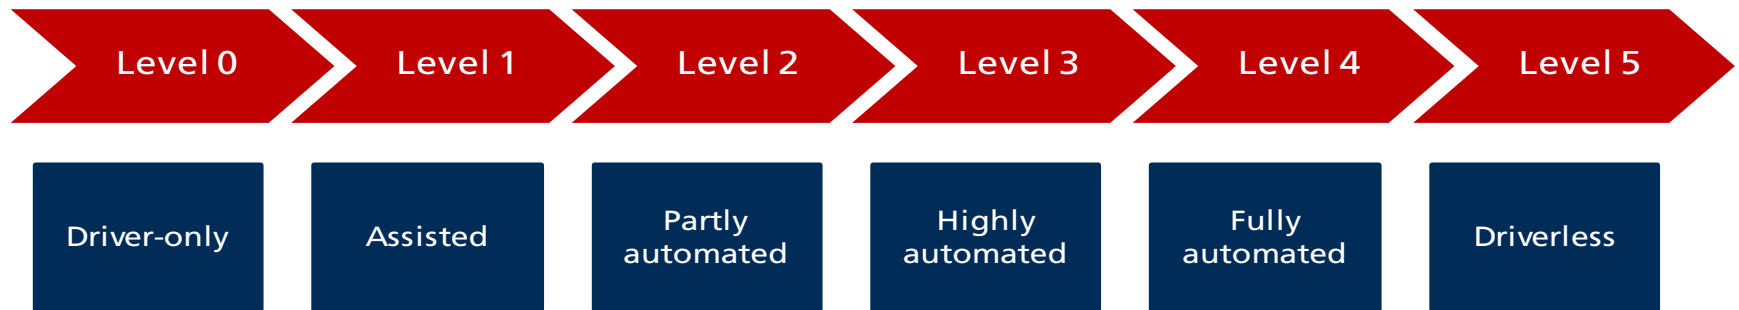 Level 0
Level 1
Level 2
Level 3
Level 4
Level 5
Driver-only
Assisted
Partly
automated
Highly
automated
Fully
automated
Driverless